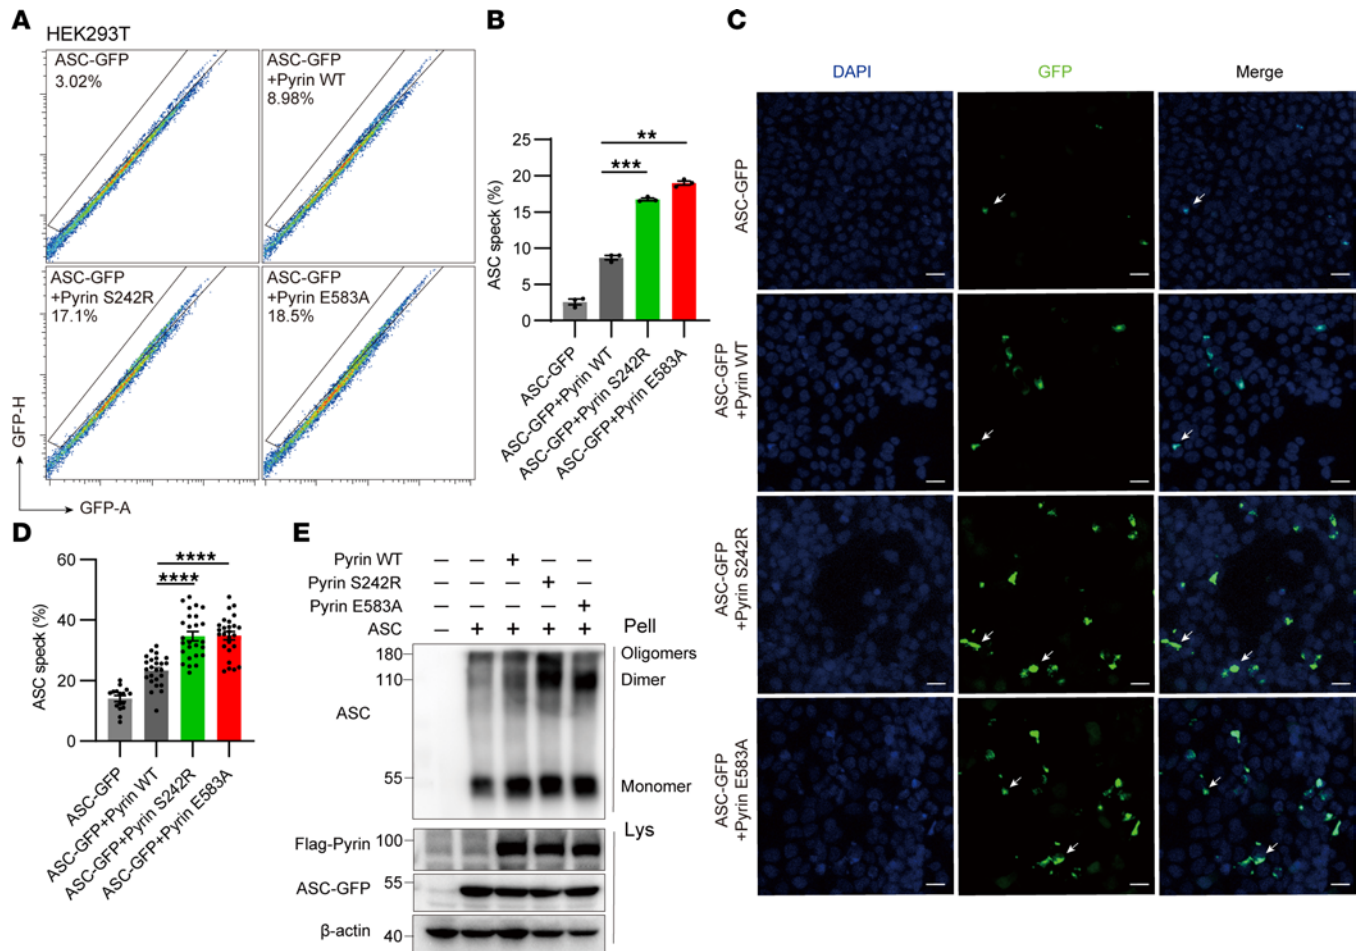 A
HEK293T
ASC-GFP
3.02%
ASC-GFP
+Pyrin WT
8.98%
ASC-GFP
+Pyrin S242R
17.1%
ASC-GFP
+Pyrin E583A
18.5%
GFP-H
GFP-A
B
ASC speck (%)
25
20
15
10
5
0
**
***
ASC-GFP
ASC-GFP+Pyrin WT
ASC-GFP+Pyrin S242R
ASC-GFP+Pyrin E583A
C
DAPI
GFP
Merge
ASC-GFP
ASC-GFP
+Pyrin WT
ASC-GFP
+Pyrin S242R
ASC-GFP
+Pyrin E583A
D
ASC speck (%)
60
40
20
0
****
****
ASC-GFP
ASC-GFP+Pyrin WT
ASC-GFP+Pyrin S242R
ASC-GFP+Pyrin E583A
E
Pyrin WT – – + – –
Pyrin S242R – – – + –
Pyrin E583A – – – – +
ASC – + + + +
Pell
180
Oligomers
110
Dimer
ASC
55
Monomer
Lys
Flag-Pyrin
100
ASC-GFP
55
β-actin
40